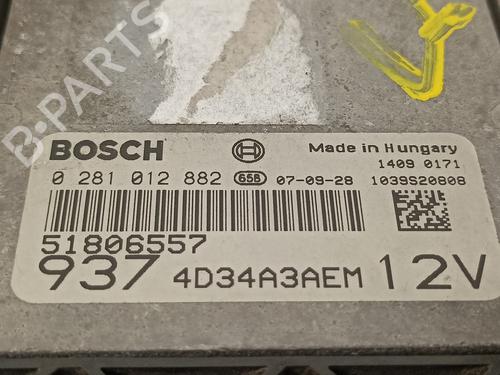 B-PARTS
BOSCH
Made in Hungary
1409 0171
0 281 012 882 656 07-09-28 1039S20808
51806557
937 4D34A3AEM 12V